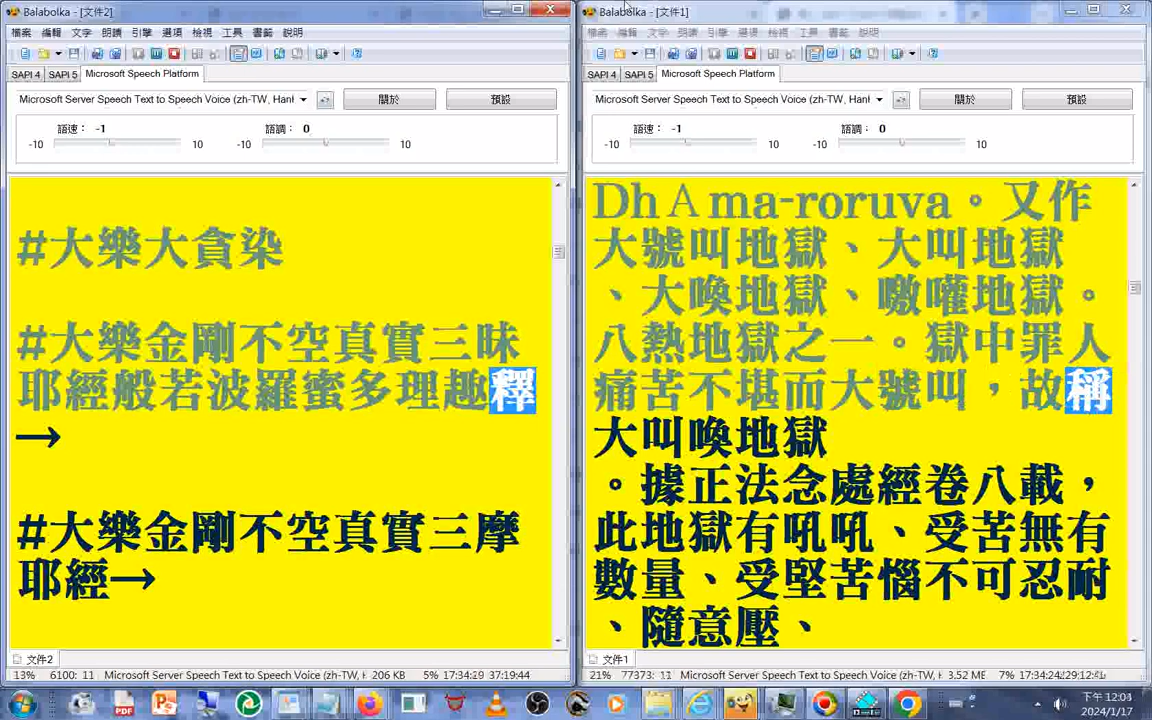 Balabolka - [文件2]
檔案 編輯 文字 朗讀 引擎 選項 檢視 工具 書籤 說明
SAPI 4 SAPI 5 Microsoft Speech Platform
Microsoft Server Speech Text to Speech Voice (zh-TW, Hanl
關於 預設
語速： -1 語調： 0
-10 10 -10 10
#大樂大貪染
#大樂金剛不空真實三昧
耶經般若波羅蜜多理趣釋
→
#大樂金剛不空真實三摩
耶經→
文件2
13% 6100: 11 Microsoft Server Speech Text to Speech Voice (zh-TW, H 206 KB 5% 17:34:29 37:19:44
Balabolka - [文件1]
檔案 編輯 文字 朗讀 引擎 選項 檢視 工具 書籤 說明
SAPI 4 SAPI 5 Microsoft Speech Platform
Microsoft Server Speech Text to Speech Voice (zh-TW, Hanl
關於 預設
語速： -1 語調： 0
-10 10 -10 10
DhＡma-roruva。又作
大號叫地獄、大叫地獄
、大喚地獄、噭嚾地獄。
八熱地獄之一。獄中罪人
痛苦不堪而大號叫，故稱
大叫喚地獄
。據正法念處經卷八載，
此地獄有吼吼、受苦無有
數量、受堅苦惱不可忍耐
、隨意壓、
文件1
21% 77373: 11 Microsoft Server Speech Text to Speech Voice (zh-TW, H 3.52 ME 7%
下午 12:04
2024/1/17